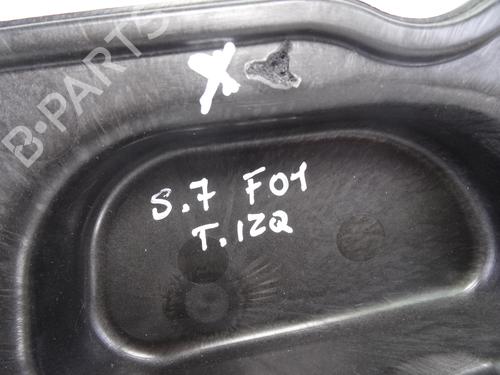 B-PARTS
X
S.7 F01
T.IZQ